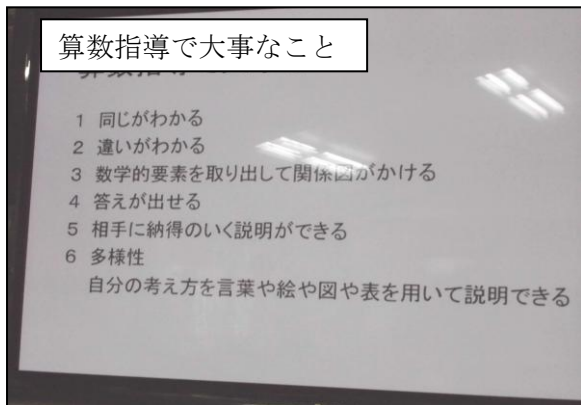 算数指導で大事なこと
1 同じがわかる
2 違いがわかる
3 数学的要素を取り出して関係図がかける
4 答えが出せる
5 相手に納得のいく説明ができる
6 多様性
自分の考え方を言葉や絵や図や表を用いて説明できる